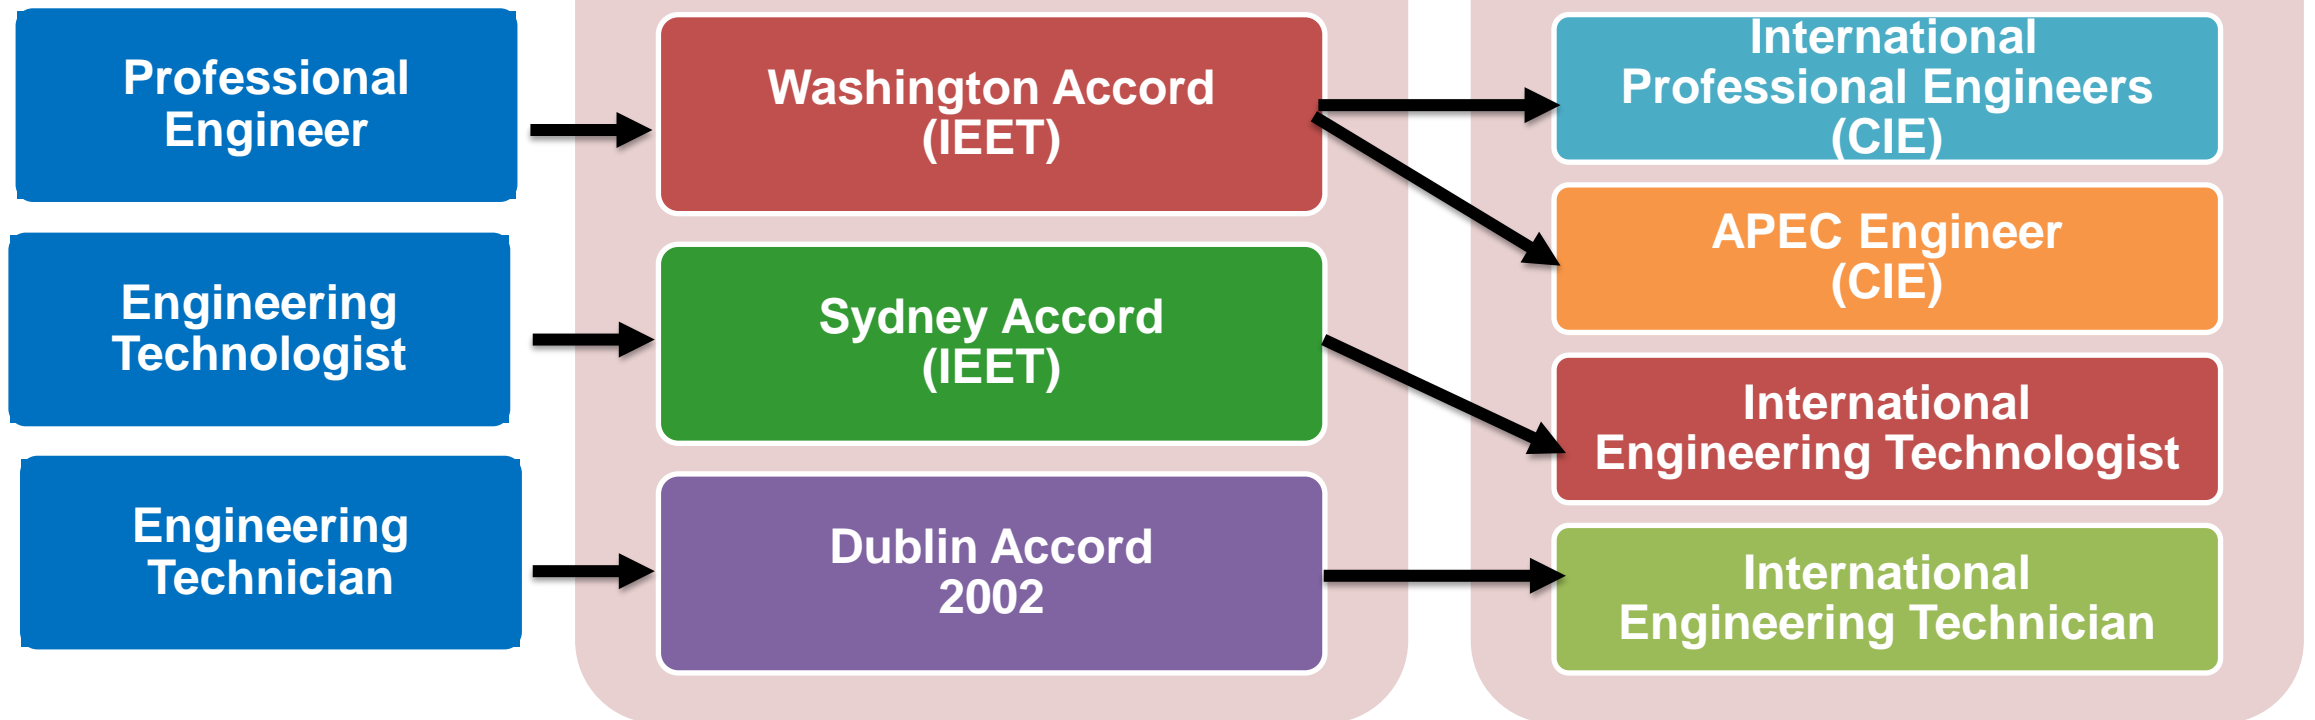 Professional
Engineer
Washington Accord
(IEET)
International
Professional Engineers
(CIE)
APEC Engineer
(CIE)
Engineering
Technologist
Sydney Accord
(IEET)
International
Engineering Technologist
Engineering
Technician
Dublin Accord
2002
International
Engineering Technician